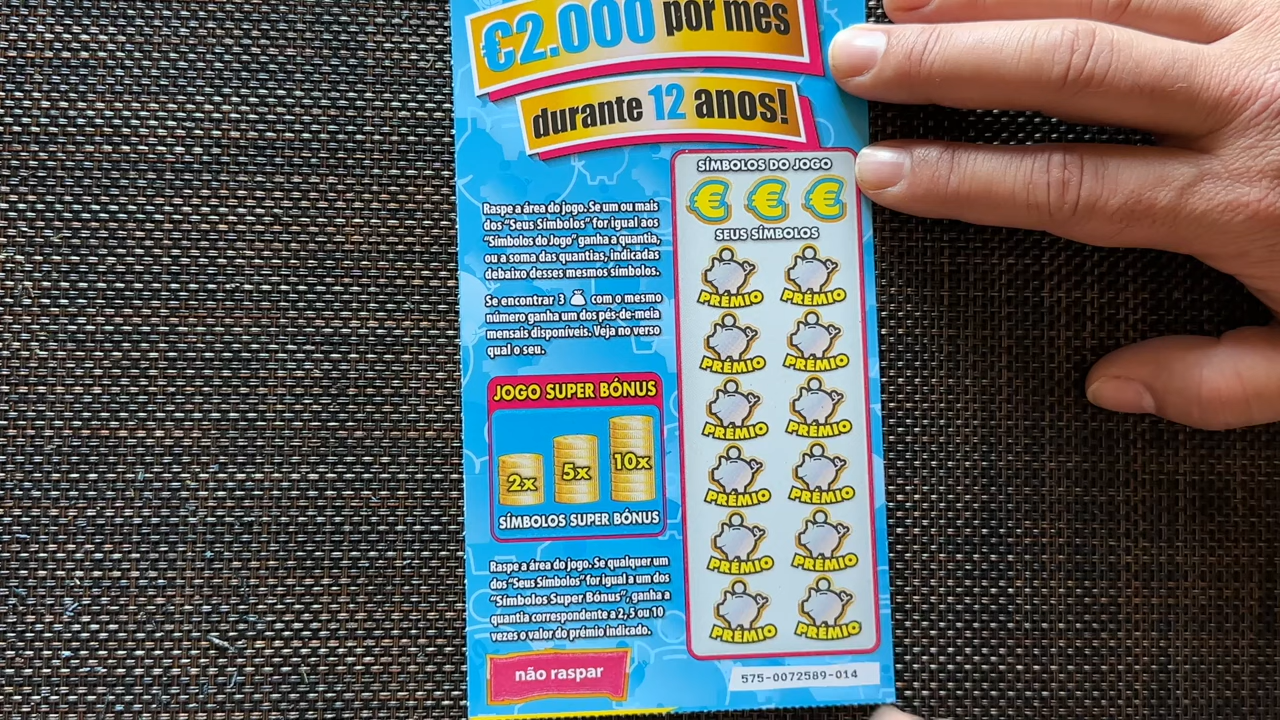 €2.000 por mês
durante 12 anos!
Raspe a área do jogo. Se um ou mais
dos "Seus Símbolos" for igual aos
"Símbolos do Jogo" ganha a quantia,
ou a soma das quantias, indicadas
debaixo desses mesmos símbolos.
Se encontrar 3 com o mesmo
número ganha um dos pés-de-meia
mensais disponíveis. Veja no verso
qual o seu.
JOGO SUPER BÓNUS
2x 5x 10x
SÍMBOLOS SUPER BÓNUS
Raspe a área do jogo. Se qualquer um
dos "Seus Símbolos" for igual a um dos
"Símbolos Super Bónus", ganha a
quantia correspondente a 2, 5 ou 10
vezes o valor do prémio indicado.
não raspar
SÍMBOLOS DO JOGO
€ € €
SEUS SÍMBOLOS
PRÉMIO PRÉMIO
PRÉMIO PRÉMIO
PRÉMIO PRÉMIO
PRÉMIO PRÉMIO
PRÉMIO PRÉMIO
PRÉMIO PRÉMIO
575-0072589-014